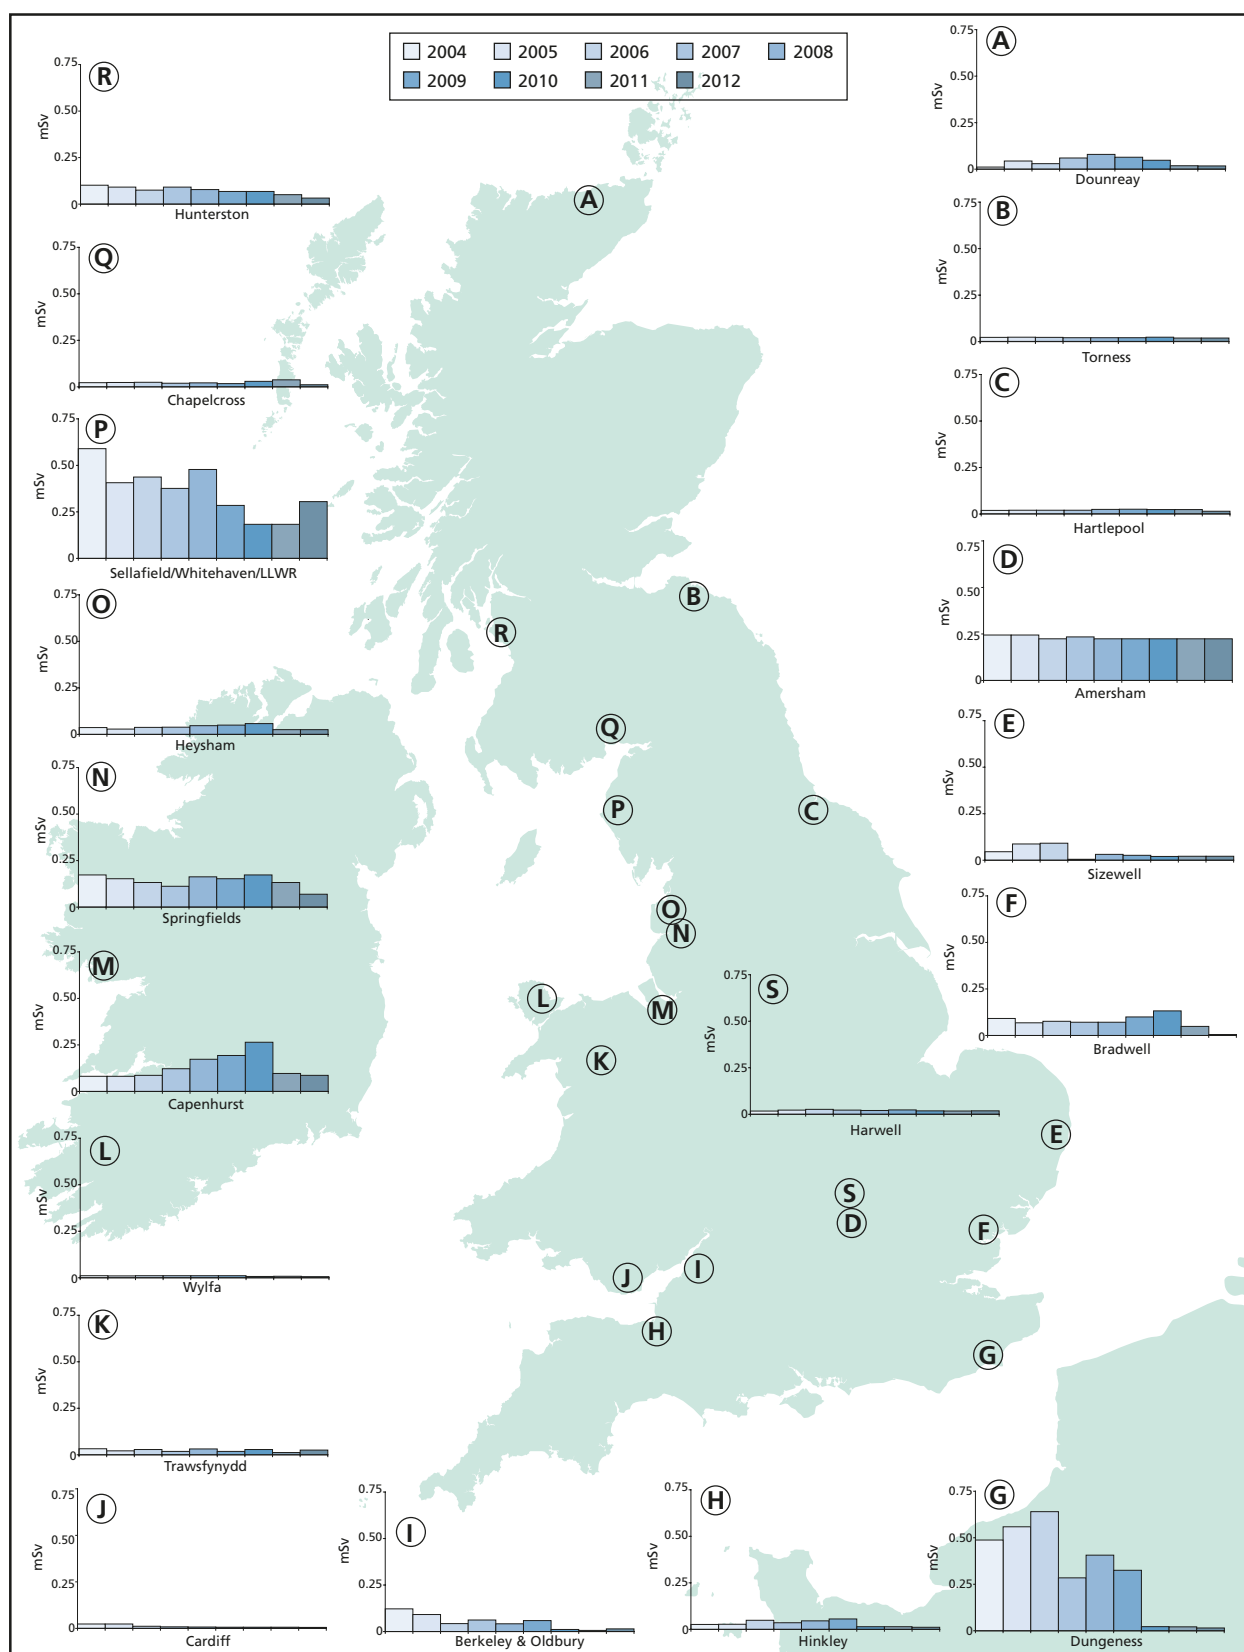 2004 2005 2006 2007 2008
2009 2010 2011 2012
R
0.75
0.50
0.25
0
mSv
Hunterston
Q
0.75
0.50
0.25
0
mSv
Chapelcross
P
0.75
0.50
0.25
0
mSv
Sellafield/Whitehaven/LLWR
O
0.75
0.50
0.25
0
mSv
Heysham
N
0.75
0.50
0.25
0
mSv
Springfields
M
0.75
0.50
0.25
0
mSv
Capenhurst
L
0.75
0.50
0.25
0
mSv
Wylfa
K
0.75
0.50
0.25
0
mSv
Trawsfynydd
J
0.75
0.50
0.25
0
mSv
Cardiff
I
0.75
0.50
0.25
0
mSv
Berkeley & Oldbury
H
0.75
0.50
0.25
0
mSv
Hinkley
G
0.75
0.50
0.25
0
mSv
Dungeness
A
0.75
0.50
0.25
0
mSv
Dounreay
B
0.75
0.50
0.25
0
mSv
Torness
C
0.75
0.50
0.25
0
mSv
Hartlepool
D
0.75
0.50
0.25
0
mSv
Amersham
E
0.75
0.50
0.25
0
mSv
Sizewell
F
0.75
0.50
0.25
0
mSv
Bradwell
S
0.75
0.50
0.25
0
mSv
Harwell
A
B
R
Q
P
C
O
N
L
M
K
E
S
D
F
I
J
H
G